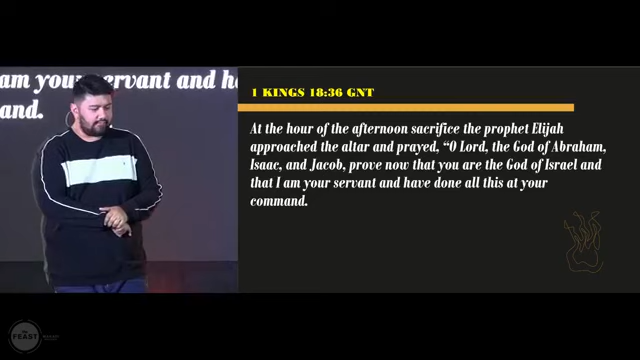 am your servant and ha
and.
1 KINGS 18:36 GNT
At the hour of the afternoon sacrifice the prophet Elijah
approached the altar and prayed, “O Lord, the God of Abraham,
Isaac, and Jacob, prove now that you are the God of Israel and
that I am your servant and have done all this at your
command.
THE
FEAST